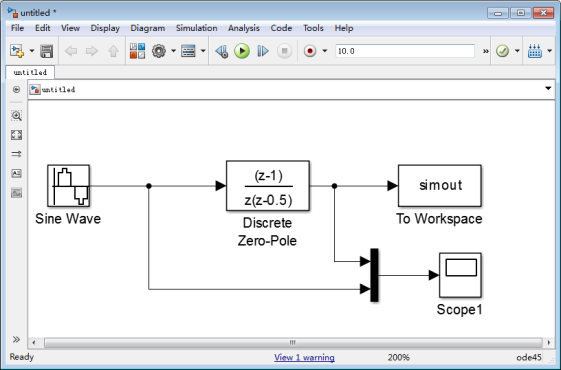 untitled *
File Edit View Display Diagram Simulation Analysis Code Tools Help
10.0
»
untitled
untitled
(z-1)
z(z-0.5)
simout
Sine Wave
Discrete
Zero-Pole
To Workspace
Scope1
»
Ready View 1 warning 200% ode45